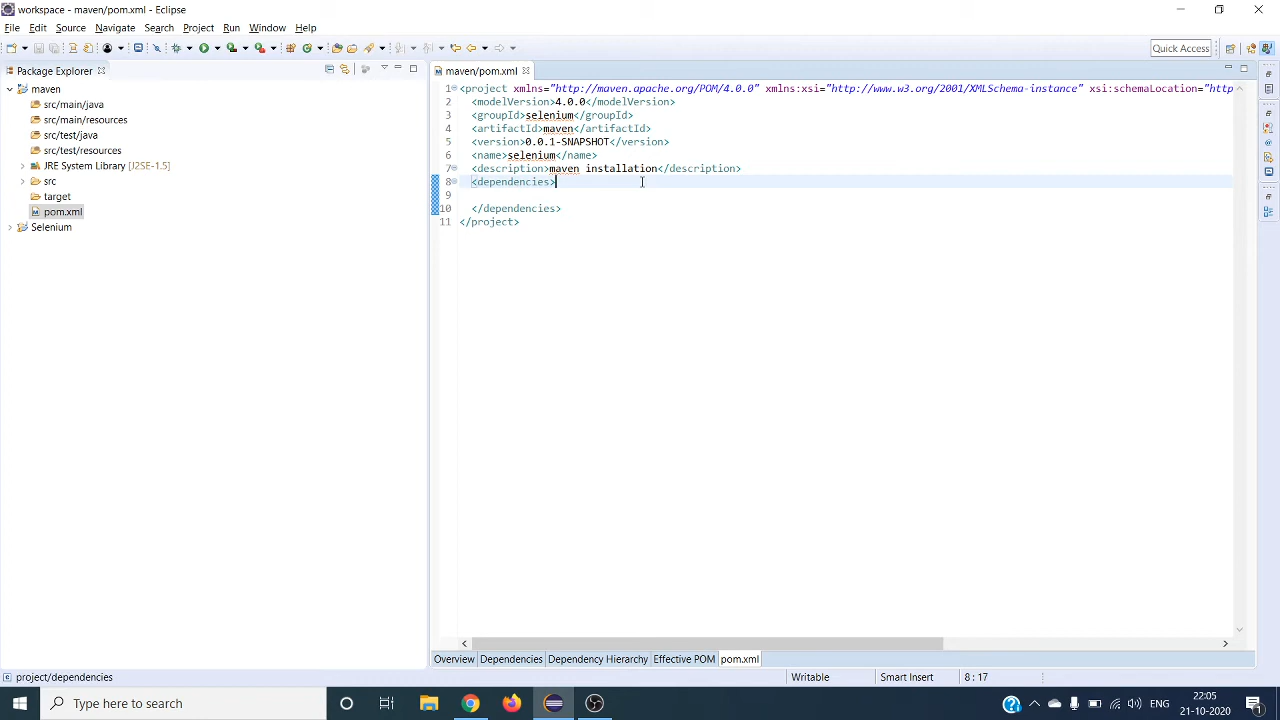 workspace - maven/pom.xml - Eclipse
File Edit Source Navigate Search Project Run Window Help
Quick Access
Package Explorer
maven
src/main/java
src/main/resources
src/test/java
src/test/resources
JRE System Library [J2SE-1.5]
src
target
pom.xml
Selenium
maven/pom.xml
1 <project xmlns="http://maven.apache.org/POM/4.0.0" xmlns:xsi="http://www.w3.org/2001/XMLSchema-instance" xsi:schemaLocation="http
2 <modelVersion>4.0.0</modelVersion>
3 <groupId>selenium</groupId>
4 <artifactId>maven</artifactId>
5 <version>0.0.1-SNAPSHOT</version>
6 <name>selenium</name>
7 <description>maven installation</description>
8 <dependencies>
9
10 </dependencies>
11 </project>
Overview Dependencies Dependency Hierarchy Effective POM pom.xml
project/dependencies
Writable
Smart Insert
8 : 17
Type here to search
ENG
22:05
21-10-2020
1